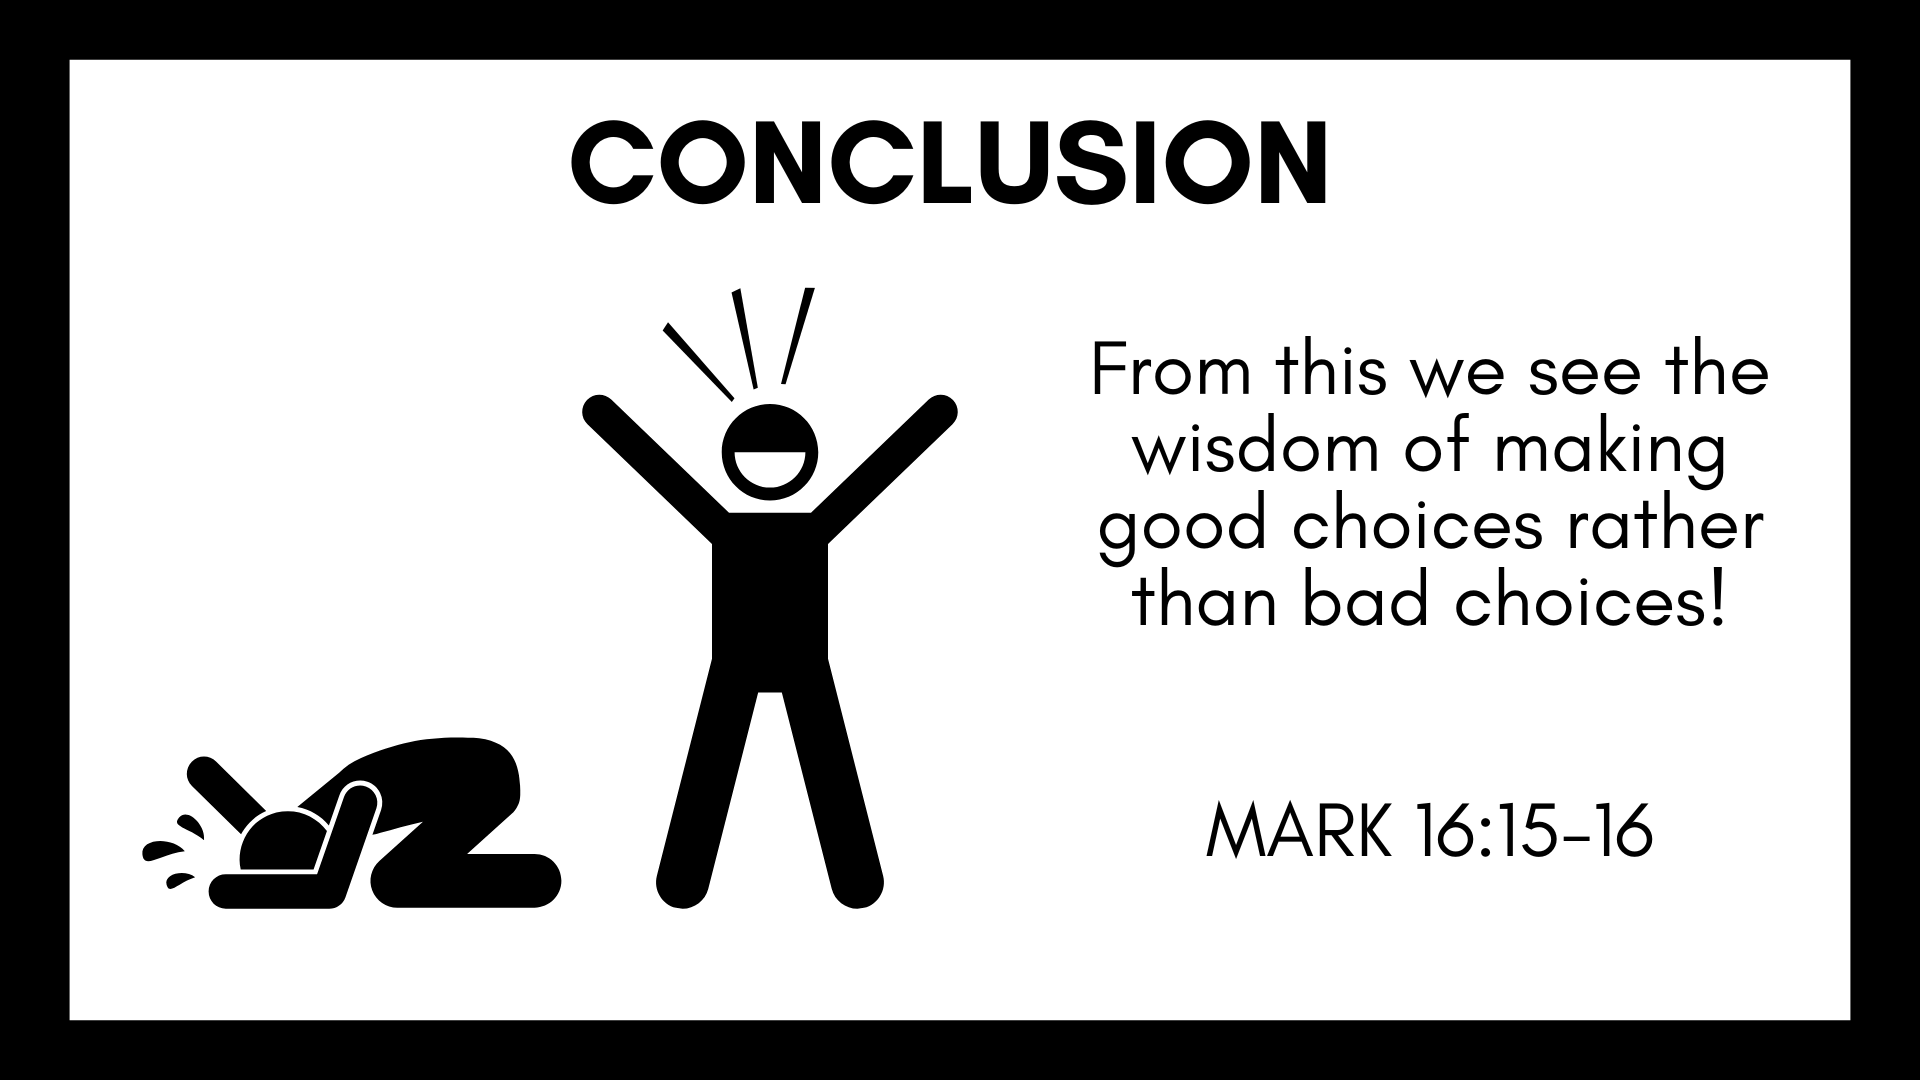 CONCLUSION
From this we see the
wisdom of making
good choices rather
than bad choices!
MARK 16:15-16